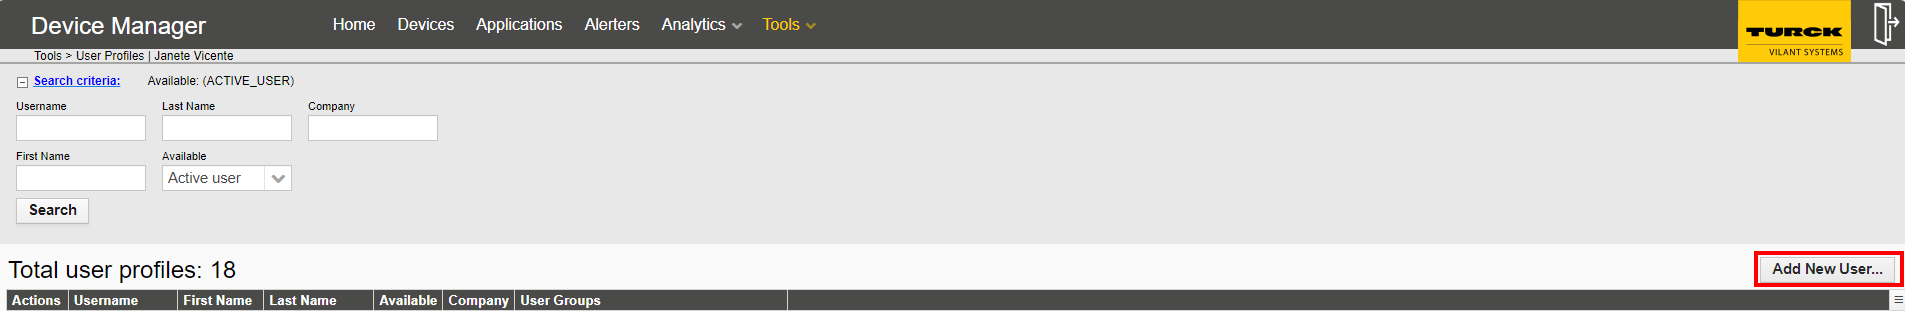 Device Manager Home Devices Applications Alerters Analytics Tools
TURCK
VILANT SYSTEMS
Tools > User Profiles | Janete Vicente
Search criteria: Available: (ACTIVE_USER)
Username Last Name Company
First Name Available
Active user
Search
Total user profiles: 18
Add New User...
Actions Username First Name Last Name Available Company User Groups